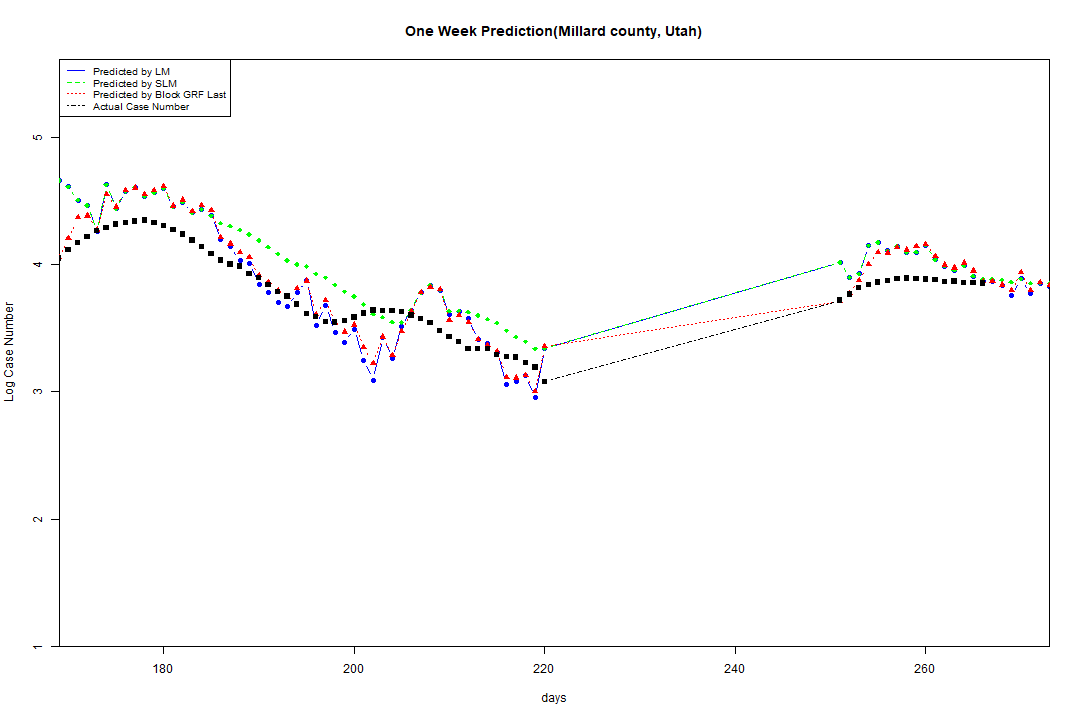 One Week Prediction(Millard county, Utah)
Predicted by LM
Predicted by SLM
Predicted by Block GRF Last
Actual Case Number
5
4
3
2
1
Log Case Number
180 200 220 240 260
days